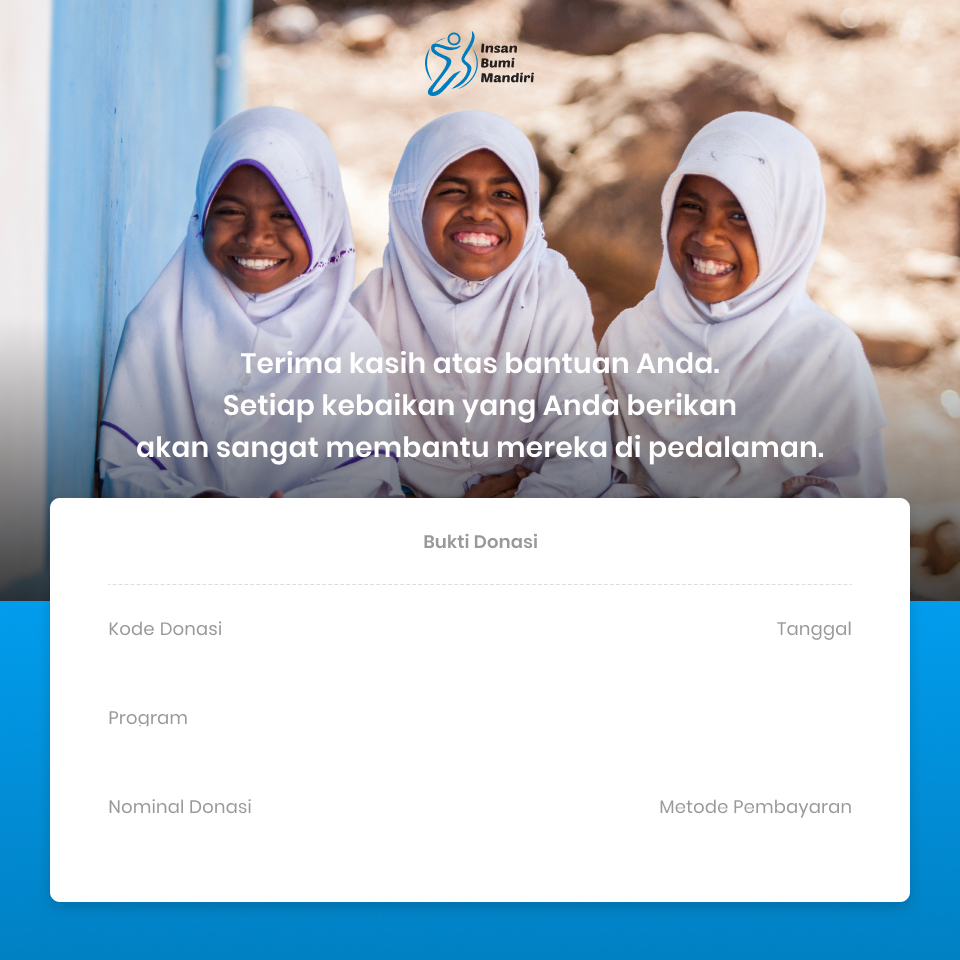 Insan
Bumi
Mandiri
Terima kasih atas bantuan Anda.
Setiap kebaikan yang Anda berikan
akan sangat membantu mereka di pedalaman.
Bukti Donasi
Kode Donasi
Tanggal
Program
Nominal Donasi
Metode Pembayaran